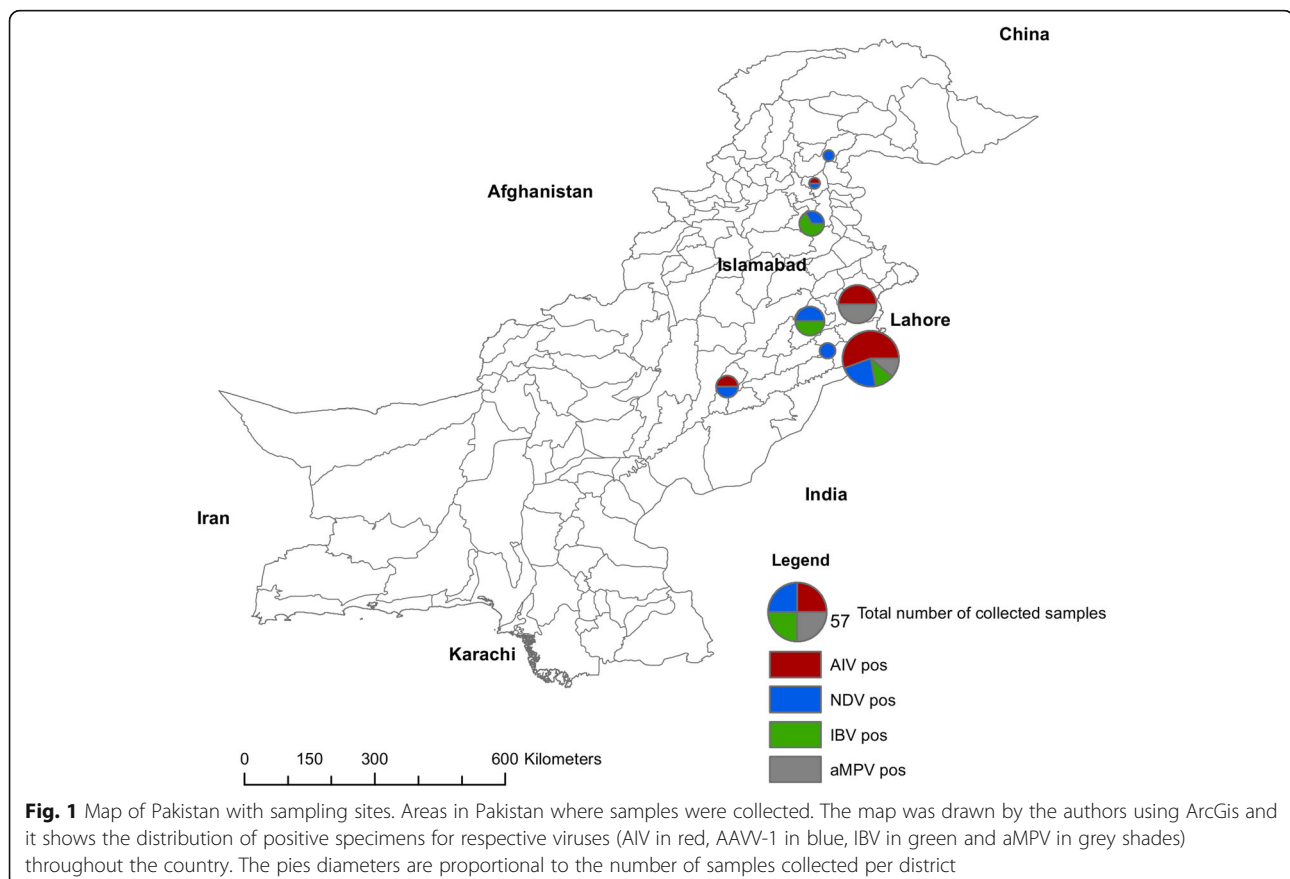 China
Afghanistan
Islamabad
Lahore
India
Iran
Karachi
Legend
57 Total number of collected samples
AIV pos
NDV pos
IBV pos
aMPV pos
0 150 300 600 Kilometers
Fig. 1 Map of Pakistan with sampling sites. Areas in Pakistan where samples were collected. The map was drawn by the authors using ArcGis and
it shows the distribution of positive specimens for respective viruses (AIV in red, AAVV-1 in blue, IBV in green and aMPV in grey shades)
throughout the country. The pies diameters are proportional to the number of samples collected per district